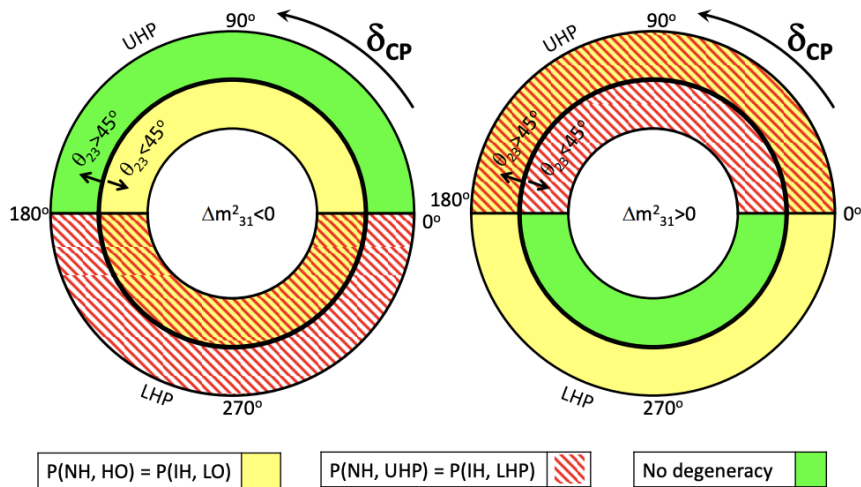 90°
UHP
δCP
θ23>45°
θ23<45°
180°
0°
Δm²31<0
LHP
270°
90°
UHP
δCP
θ23>45°
θ23<45°
180°
0°
Δm²31>0
LHP
270°
P(NH, HO) = P(IH, LO)
P(NH, UHP) = P(IH, LHP)
No degeneracy